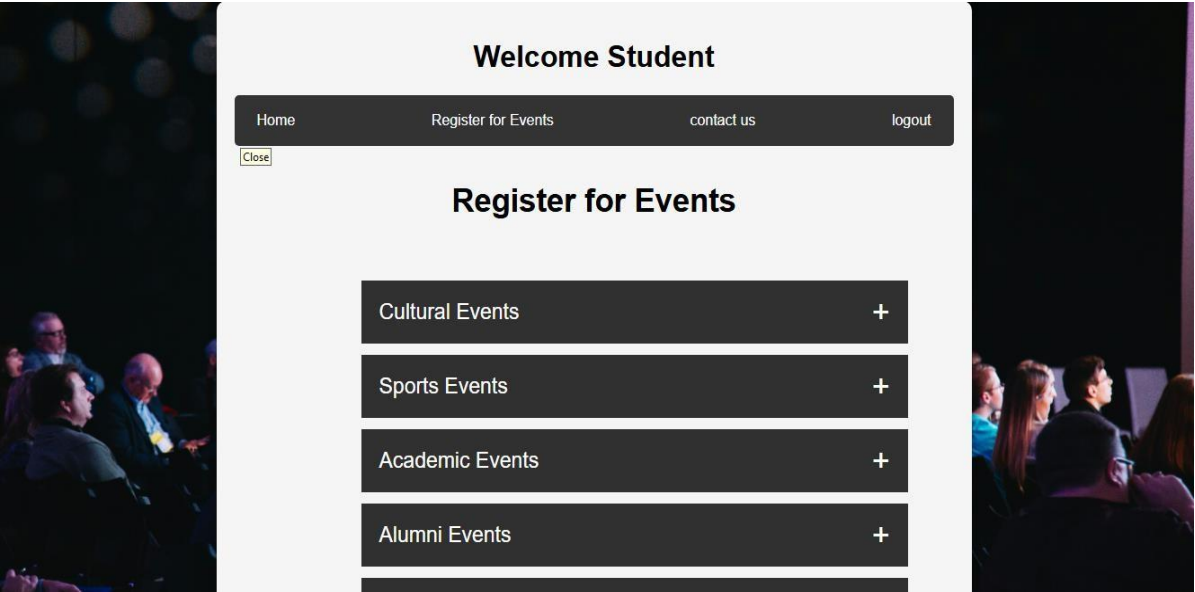 Welcome Student
Home Register for Events contact us logout
Close
Register for Events
Cultural Events +
Sports Events +
Academic Events +
Alumni Events +